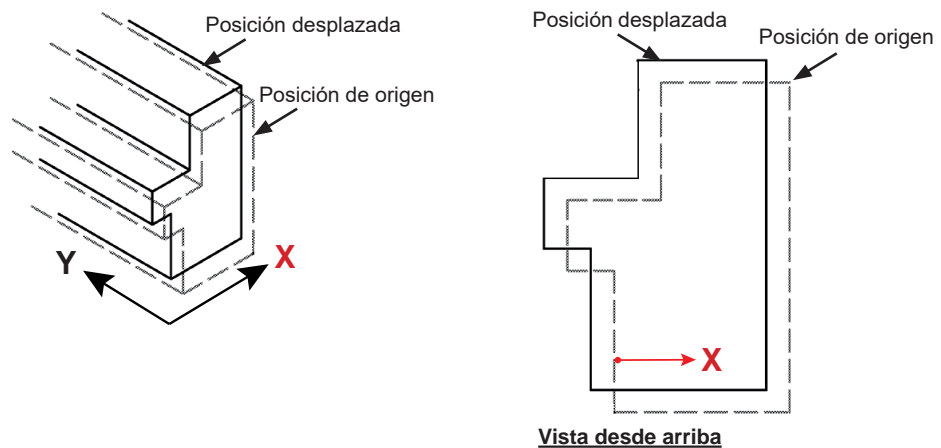 Posición desplazada
Posición de origen
Y
X
Posición desplazada
Posición de origen
X
Vista desde arriba